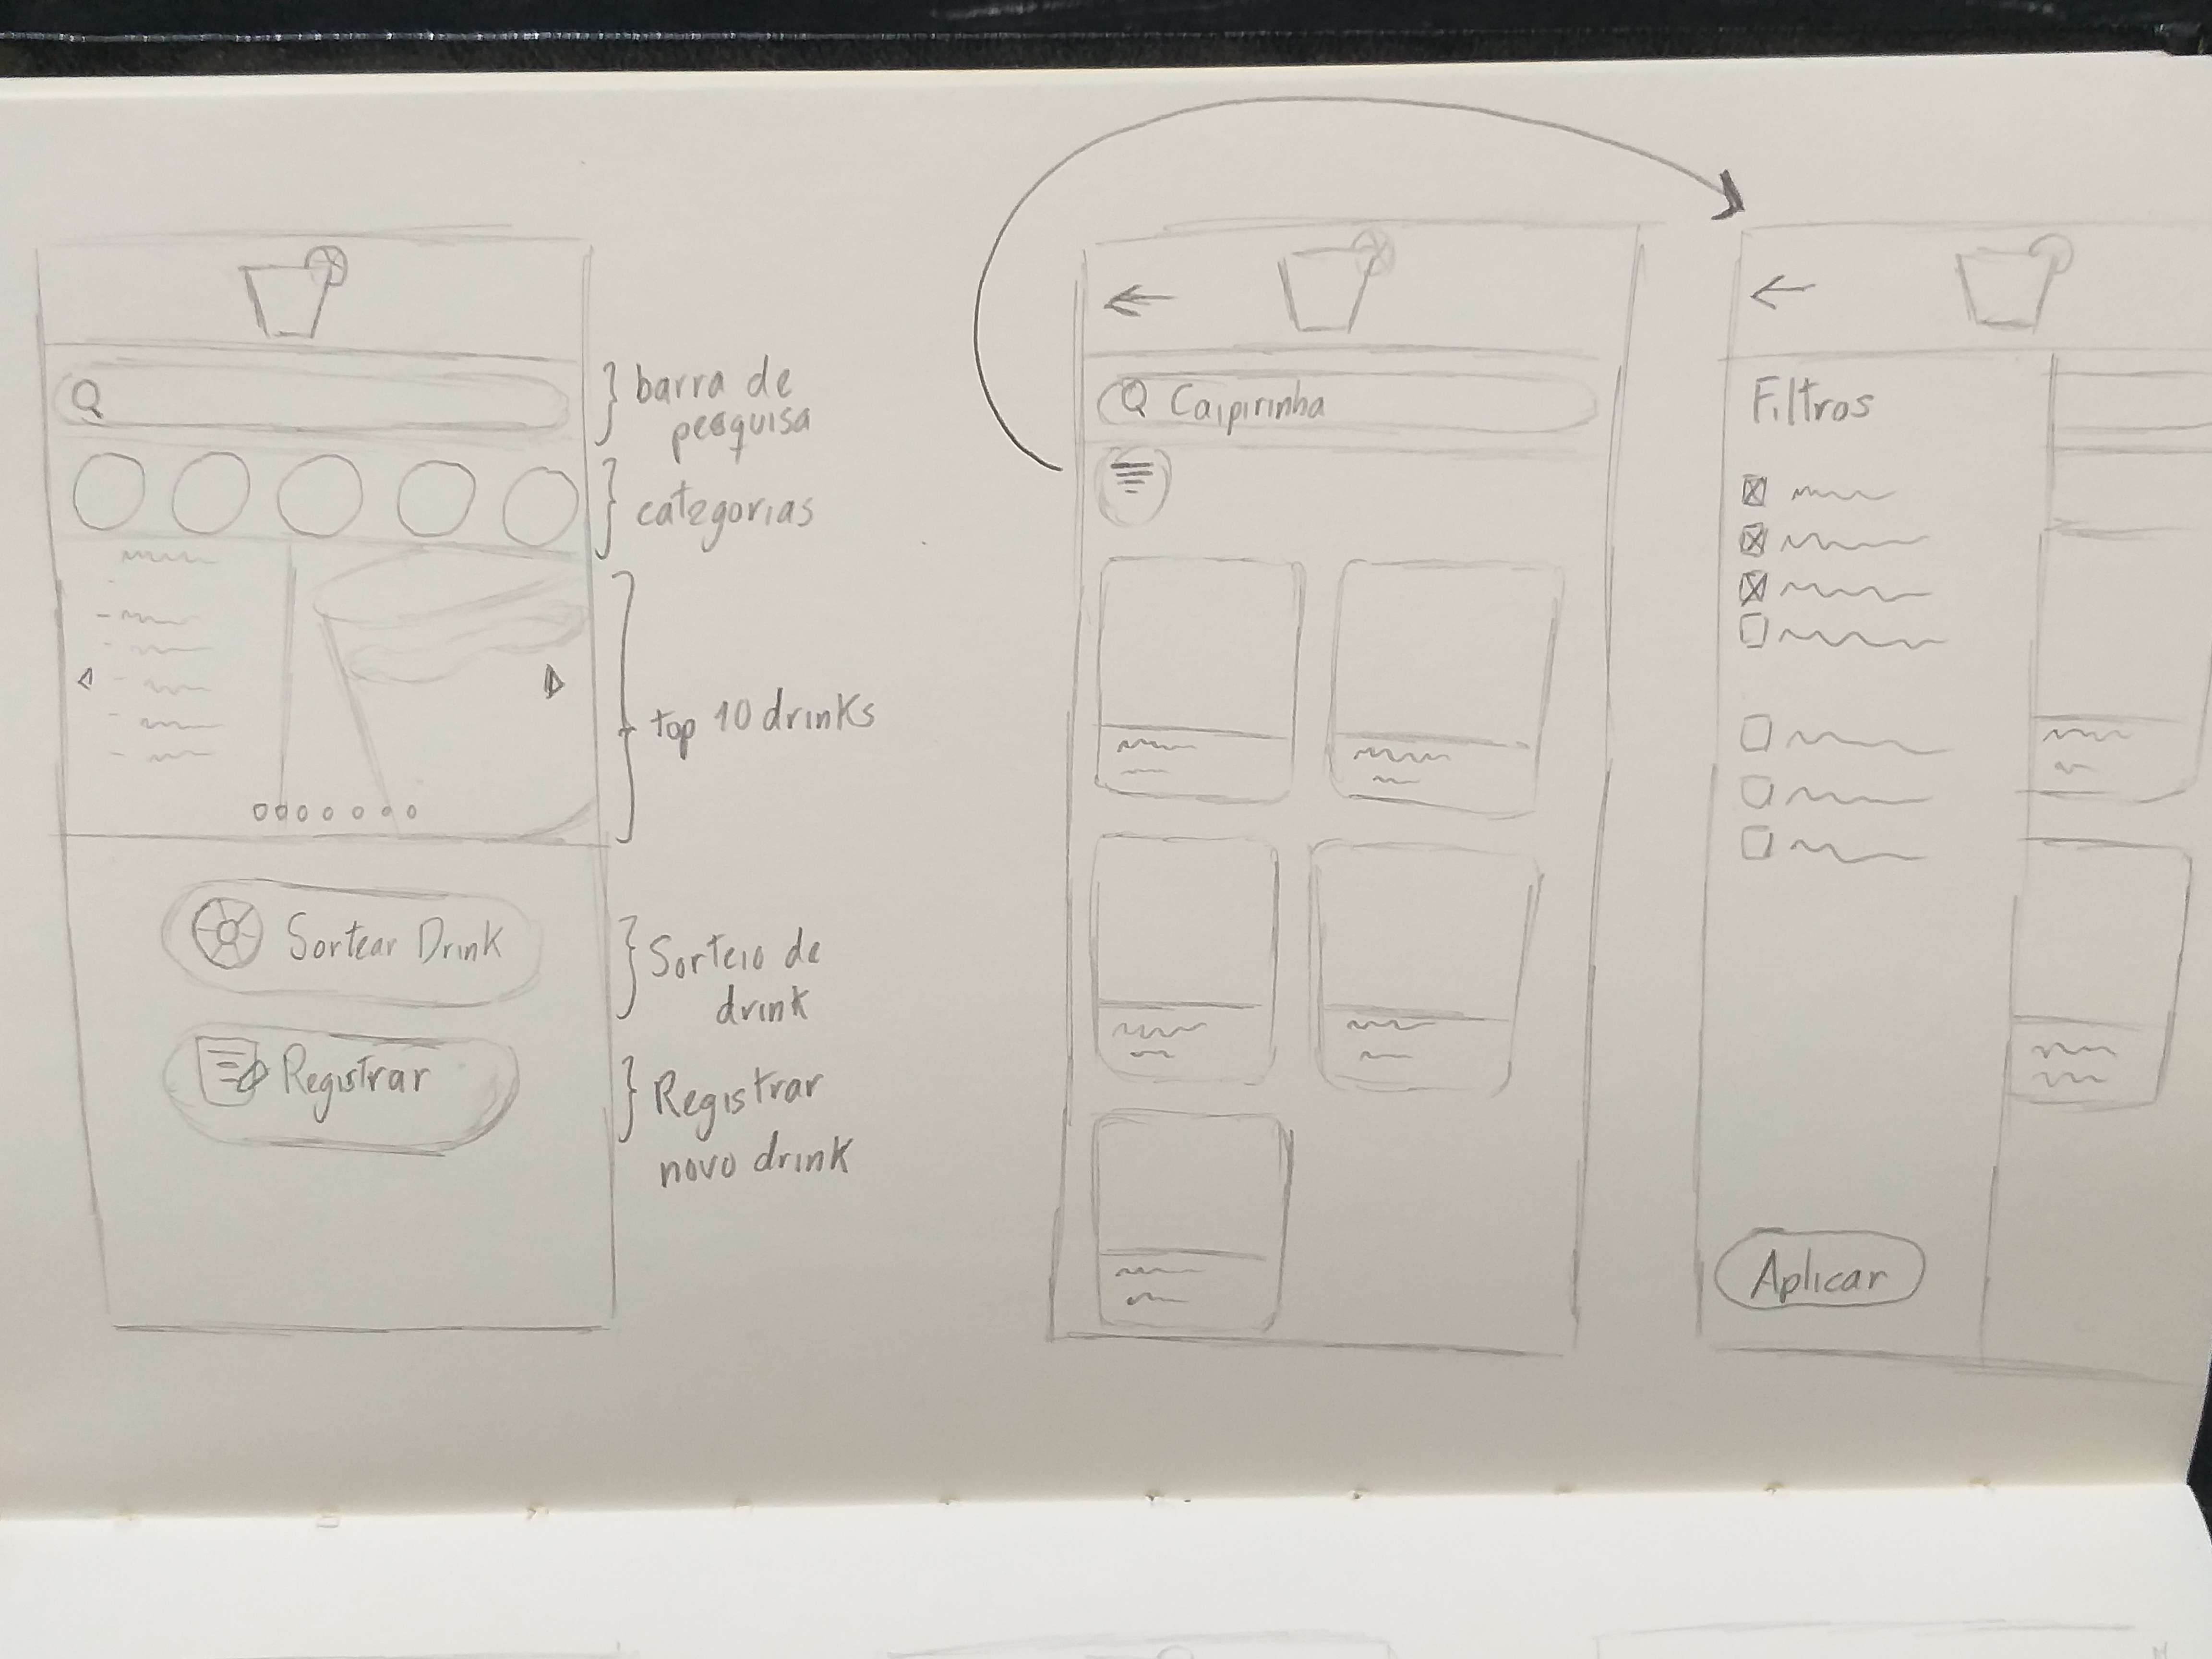 barra de
pesquisa
categorias
top 10 drinks
Sortear Drink
Sorteio de
drink
Registrar
Registrar
novo drink
Caipirinha
Filtros
Aplicar